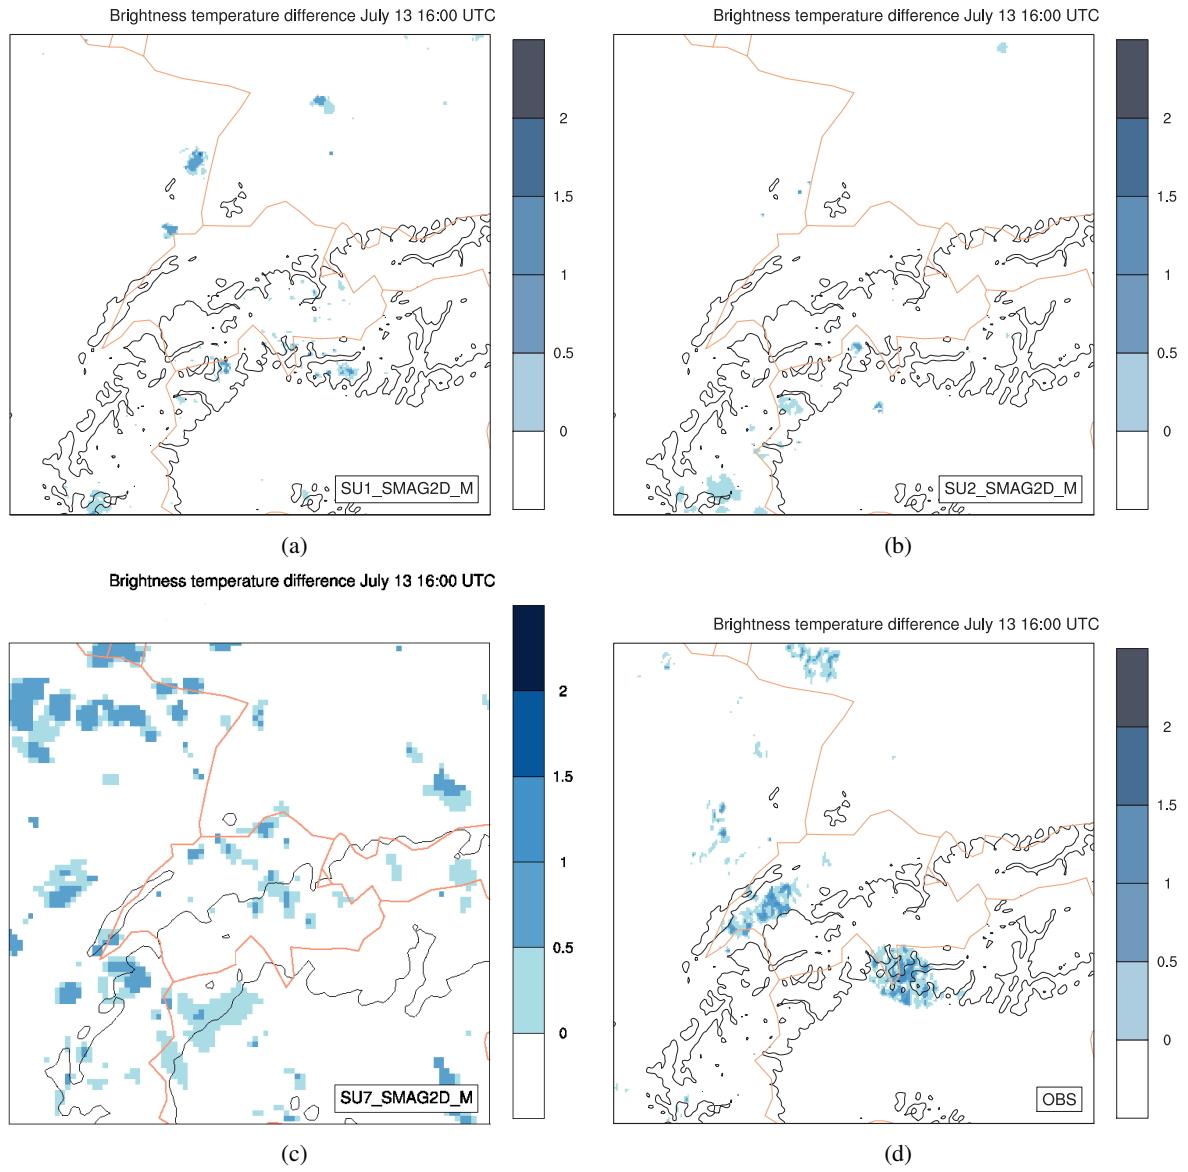 Brightness temperature difference July 13 16:00 UTC
2
1.5
1
0.5
0
SU1_SMAG2D_M
(a)
Brightness temperature difference July 13 16:00 UTC
2
1.5
1
0.5
0
SU2_SMAG2D_M
(b)
Brightness temperature difference July 13 16:00 UTC
2
1.5
1
0.5
0
SU7_SMAG2D_M
(c)
Brightness temperature difference July 13 16:00 UTC
2
1.5
1
0.5
0
OBS
(d)